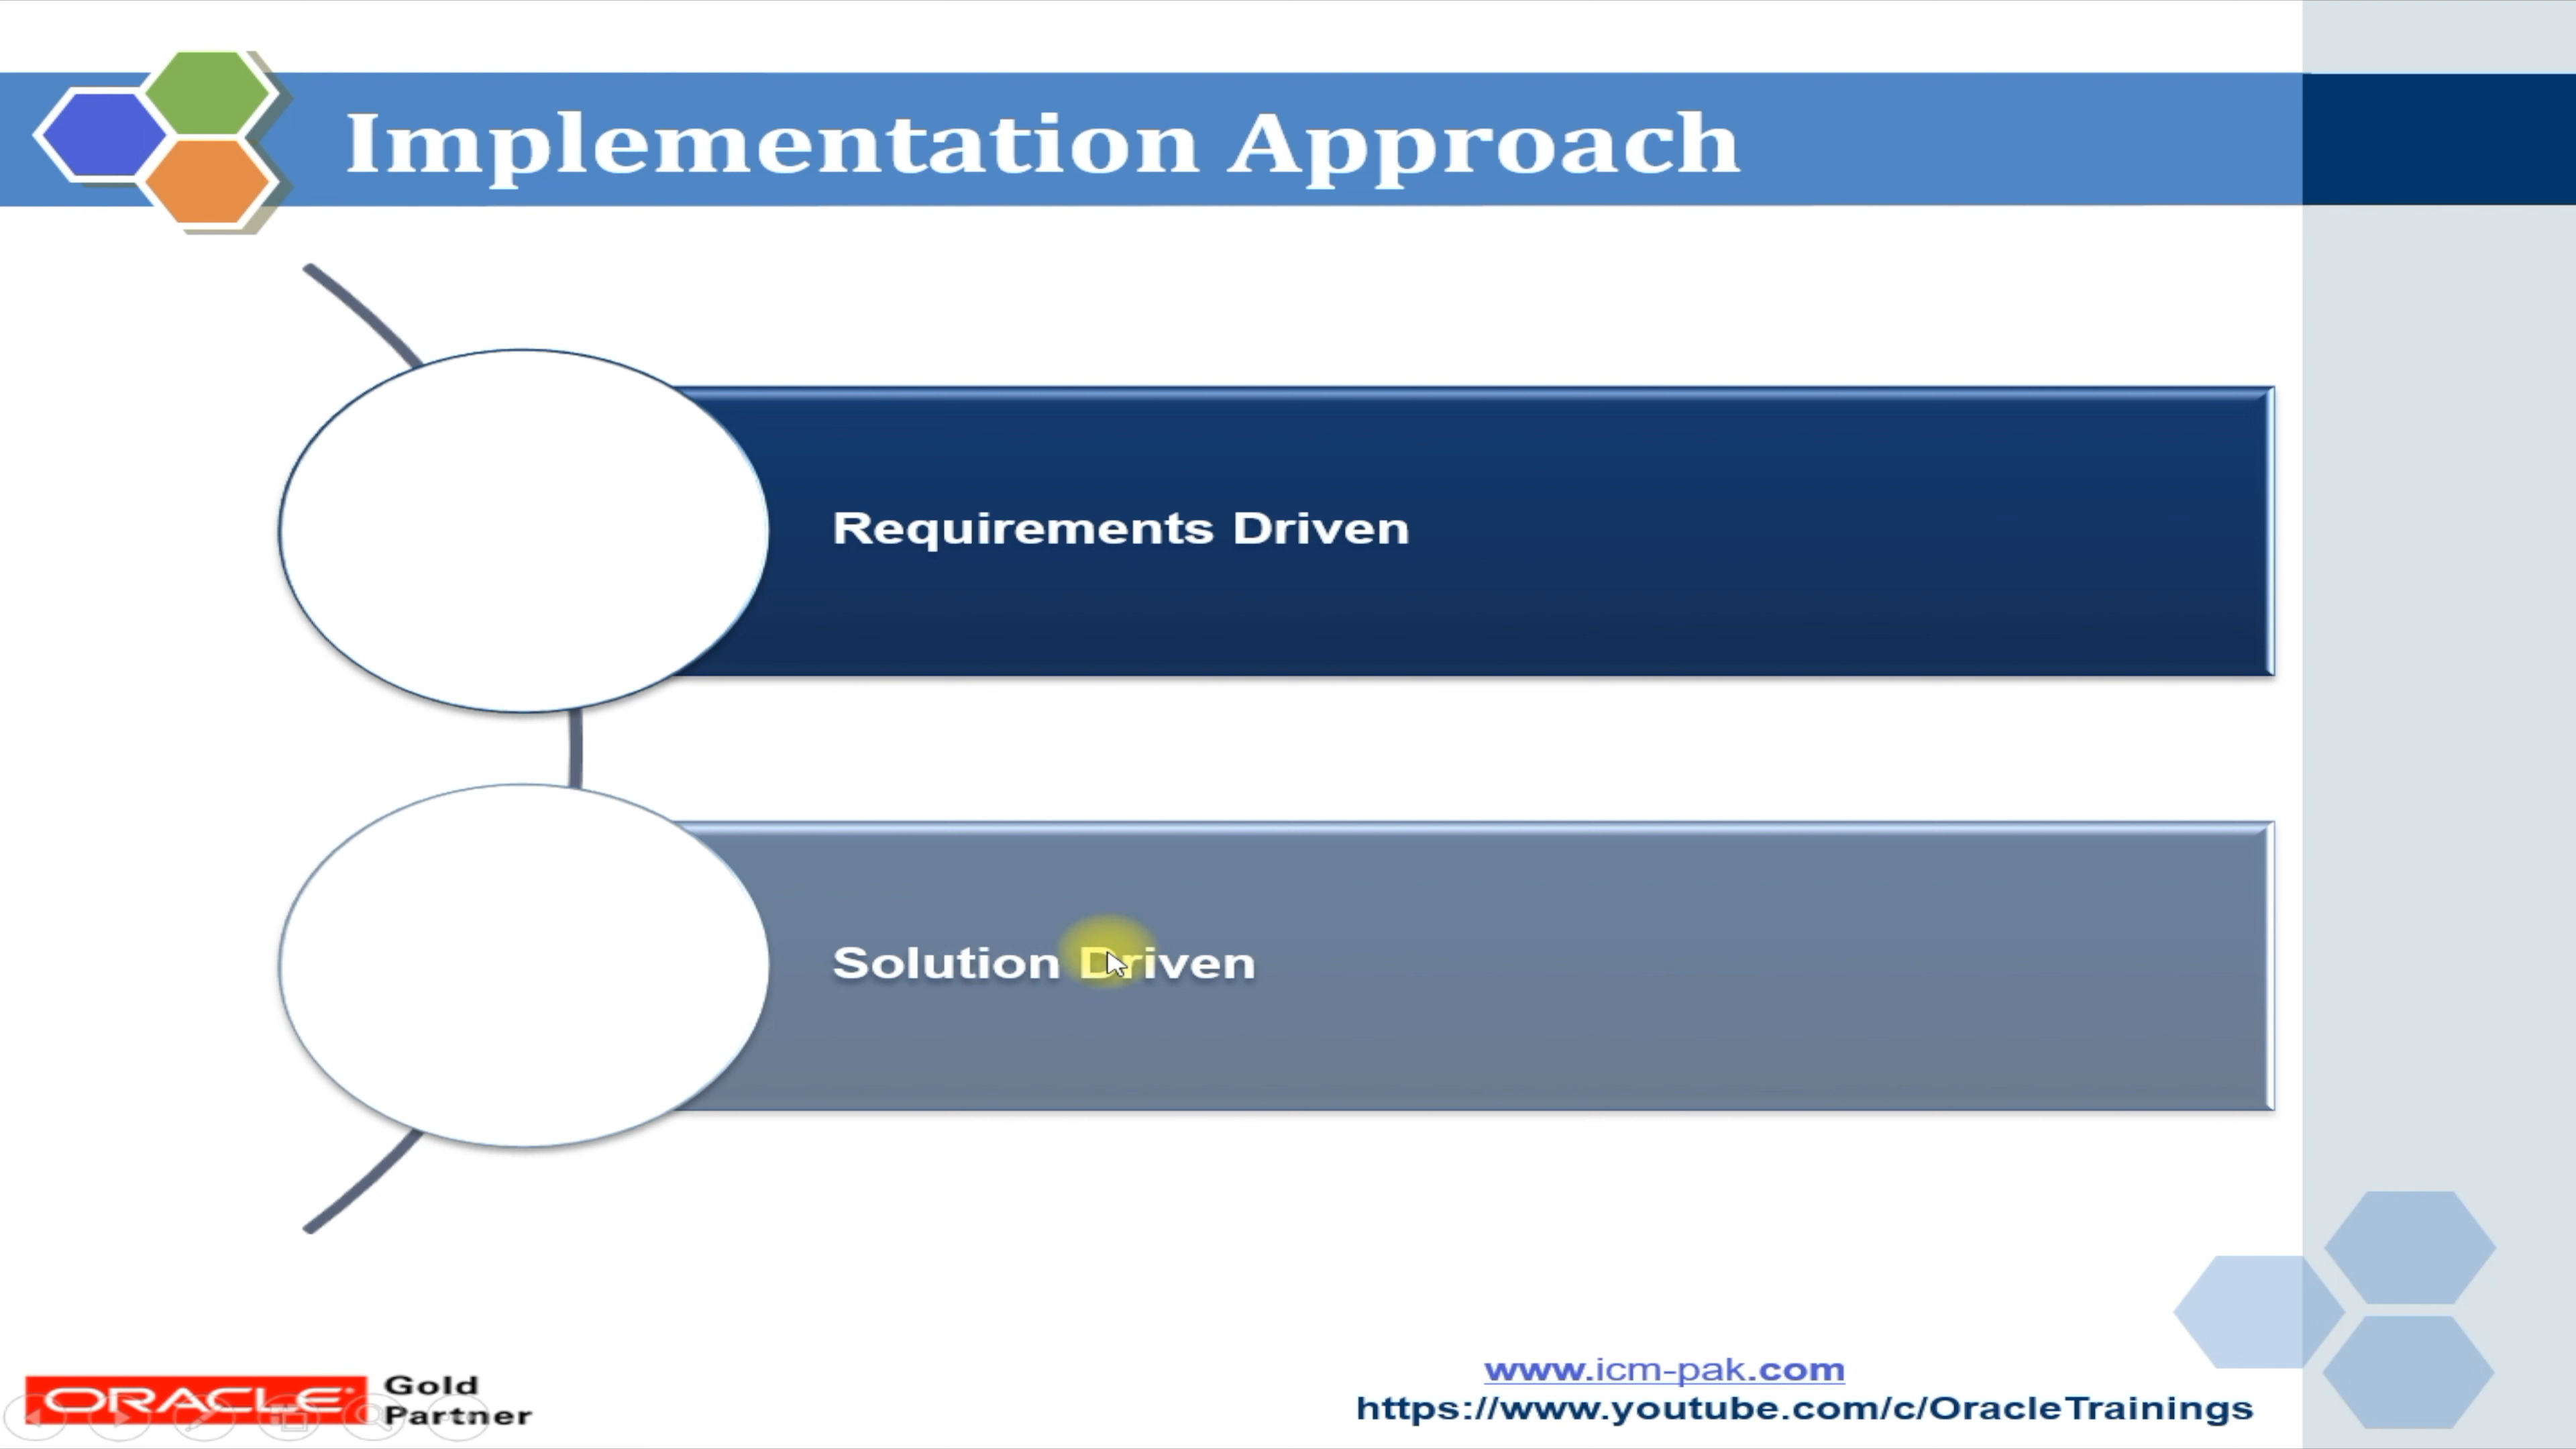 Implementation Approach
Requirements Driven
Solution Driven
ORACLE
Gold
Partner
www.icm-pak.com
https://www.youtube.com/c/OracleTrainings